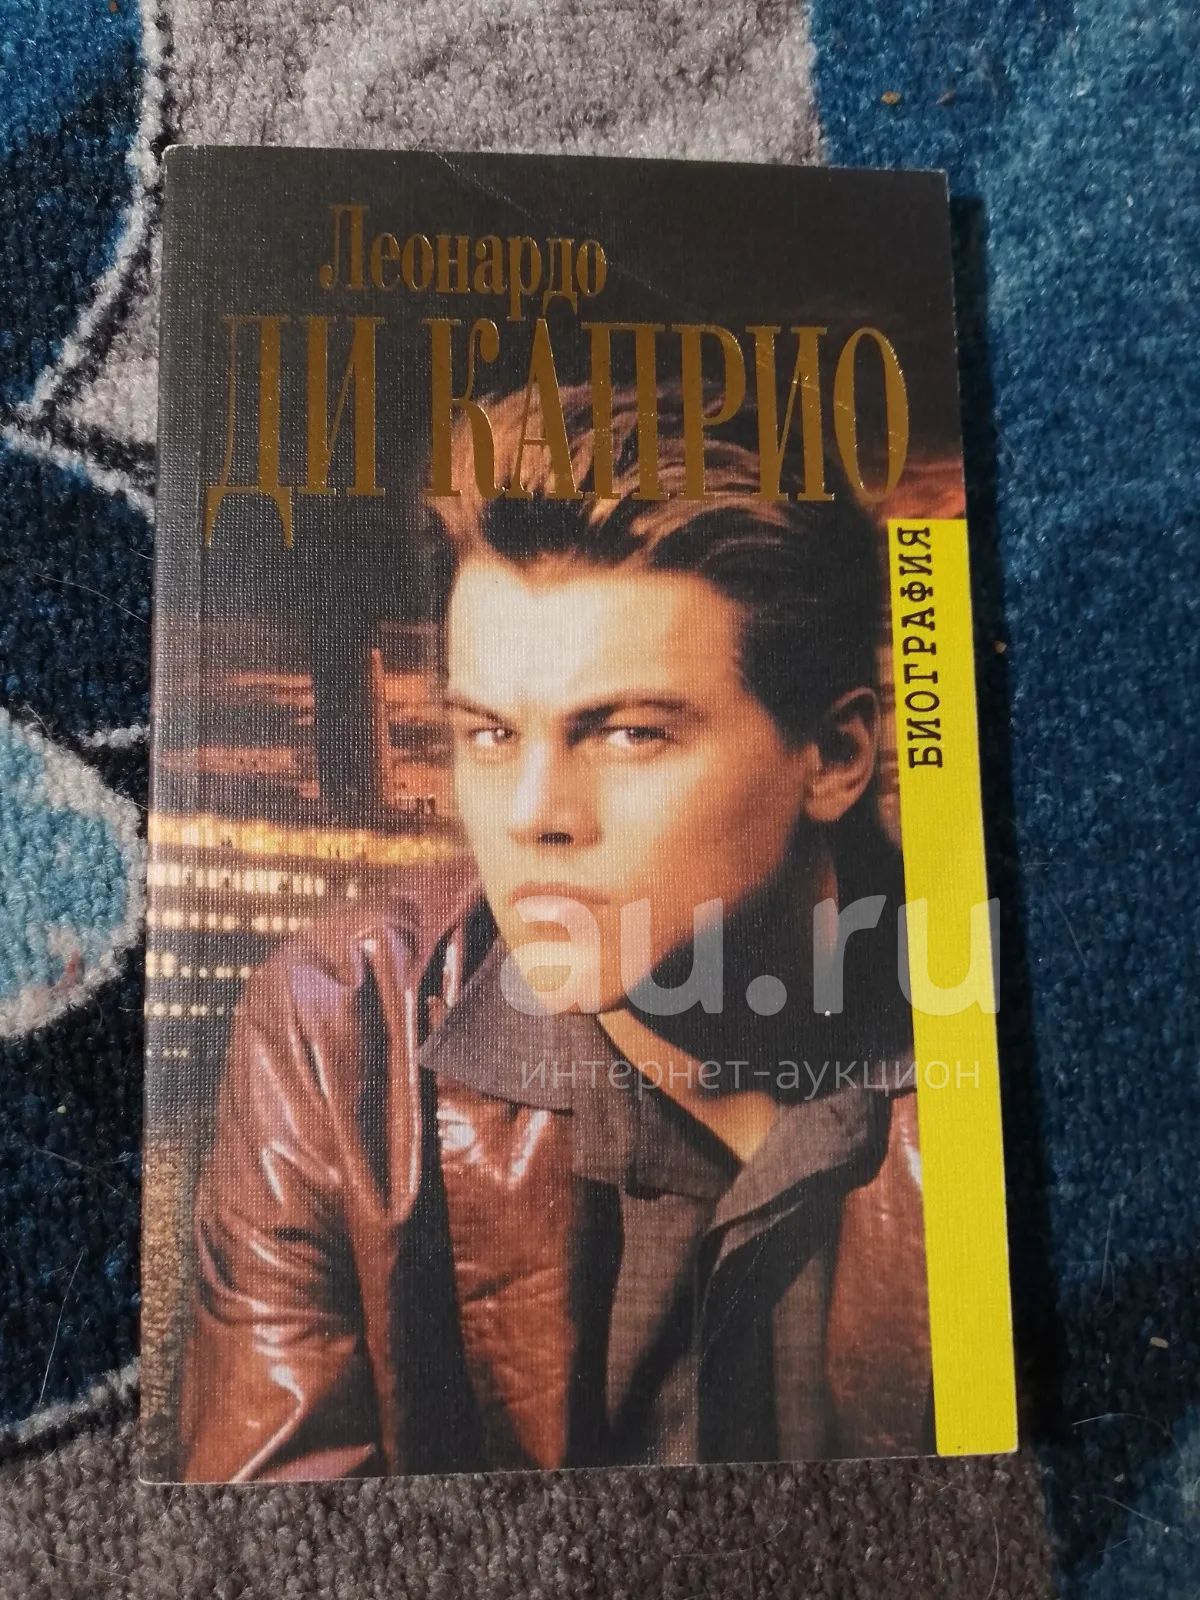 Леонардо
ДИ КАПРИО
БИОГРАФИЯ
au.ru
интернет-аукцион